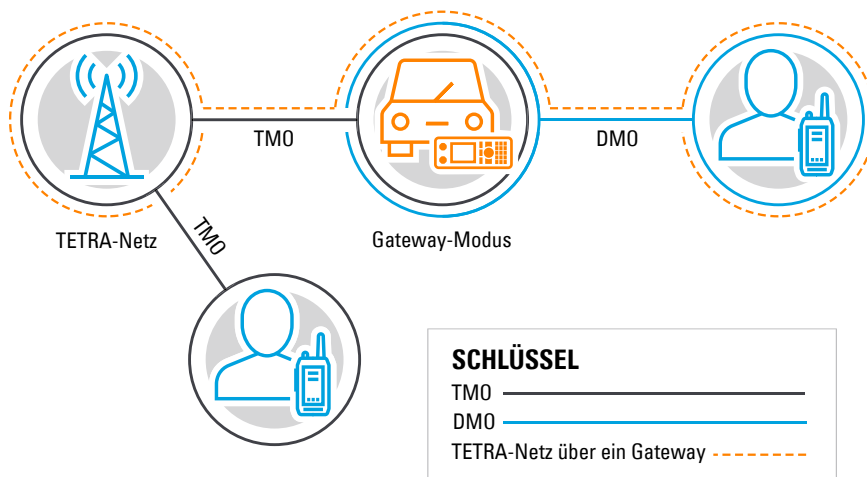 TMO
DMO
TETRA-Netz
Gateway-Modus
TMO
SCHLÜSSEL
TMO
DMO
TETRA-Netz über ein Gateway